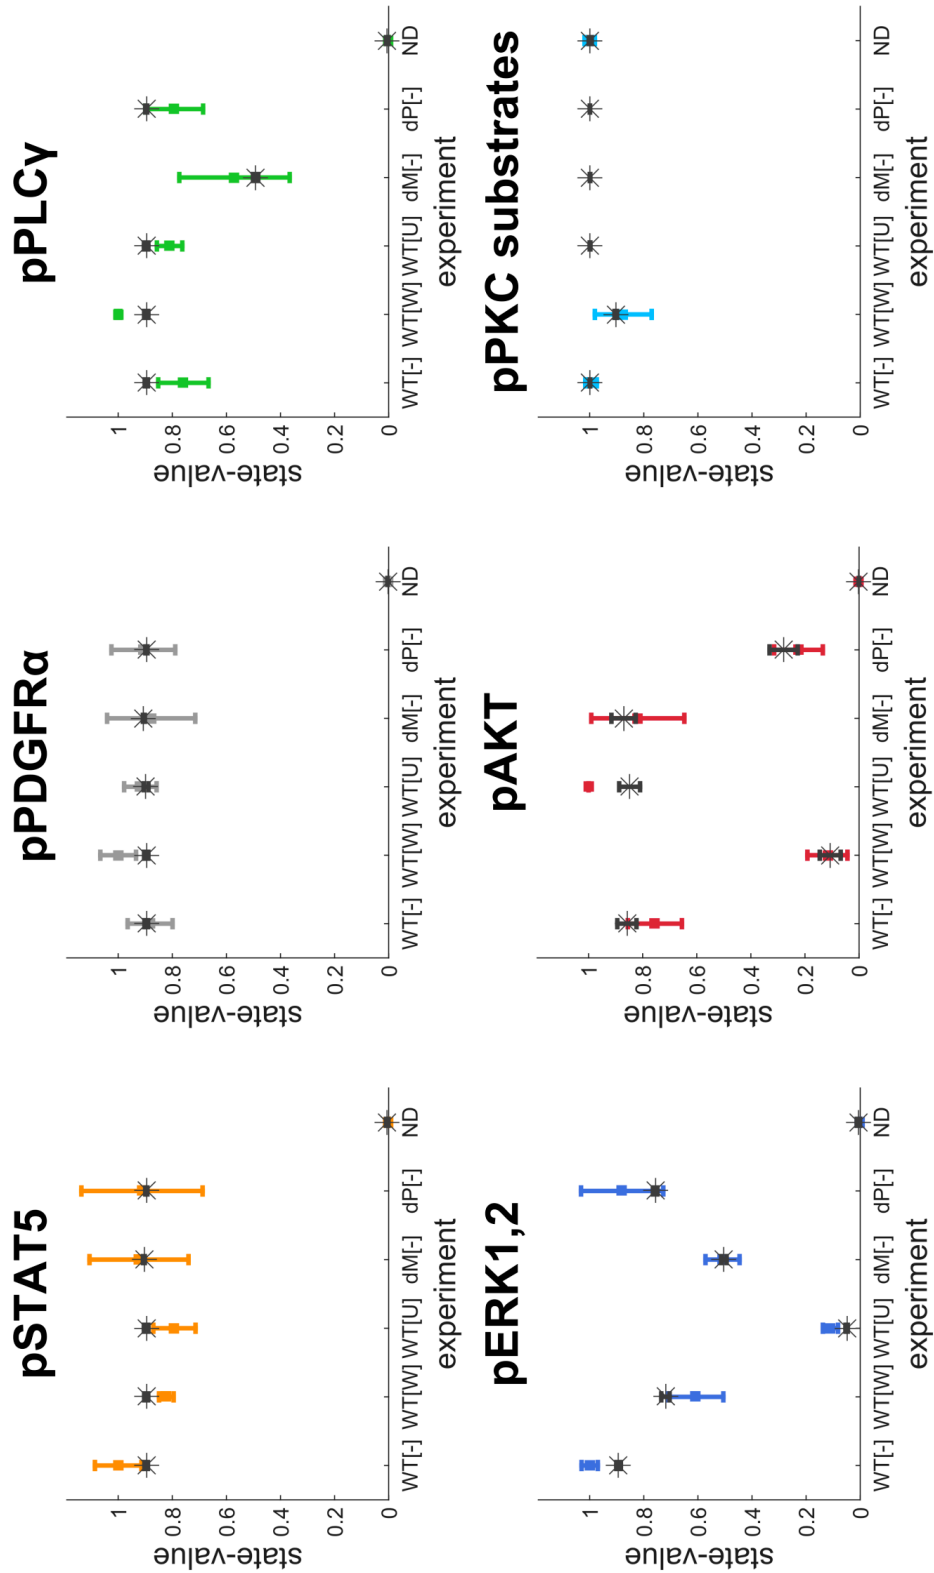 pSTAT5
state-value
1
0.8
0.6
0.4
0.2
0
WT[-] WT[W] WT[U] dM[-] dP[-] ND
experiment
pPDGFRα
state-value
1
0.8
0.6
0.4
0.2
0
WT[-] WT[W] WT[U] dM[-] dP[-] ND
experiment
pPLCγ
state-value
1
0.8
0.6
0.4
0.2
0
WT[-] WT[W] WT[U] dM[-] dP[-] ND
experiment
pERK1,2
state-value
1
0.8
0.6
0.4
0.2
0
WT[-] WT[W] WT[U] dM[-] dP[-] ND
experiment
pAKT
state-value
1
0.8
0.6
0.4
0.2
0
WT[-] WT[W] WT[U] dM[-] dP[-] ND
experiment
pPKC substrates
state-value
1
0.8
0.6
0.4
0.2
0
WT[-] WT[W] WT[U] dM[-] dP[-] ND
experiment